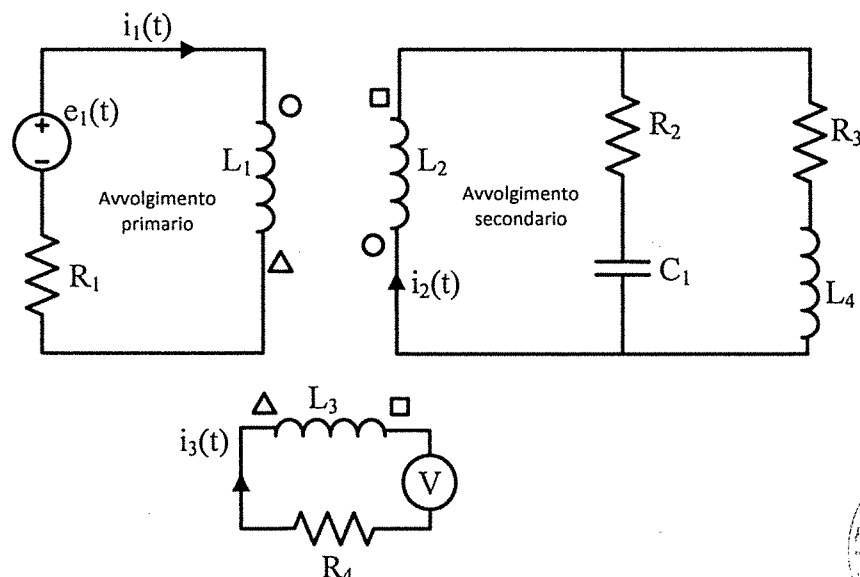 i₁(t)
e₁(t)
+
−
L₁
Avvolgimento
primario
R₁
L₂
Avvolgimento
secondario
i₂(t)
R₂
C₁
R₃
L₄
L₃
i₃(t)
V
R₄